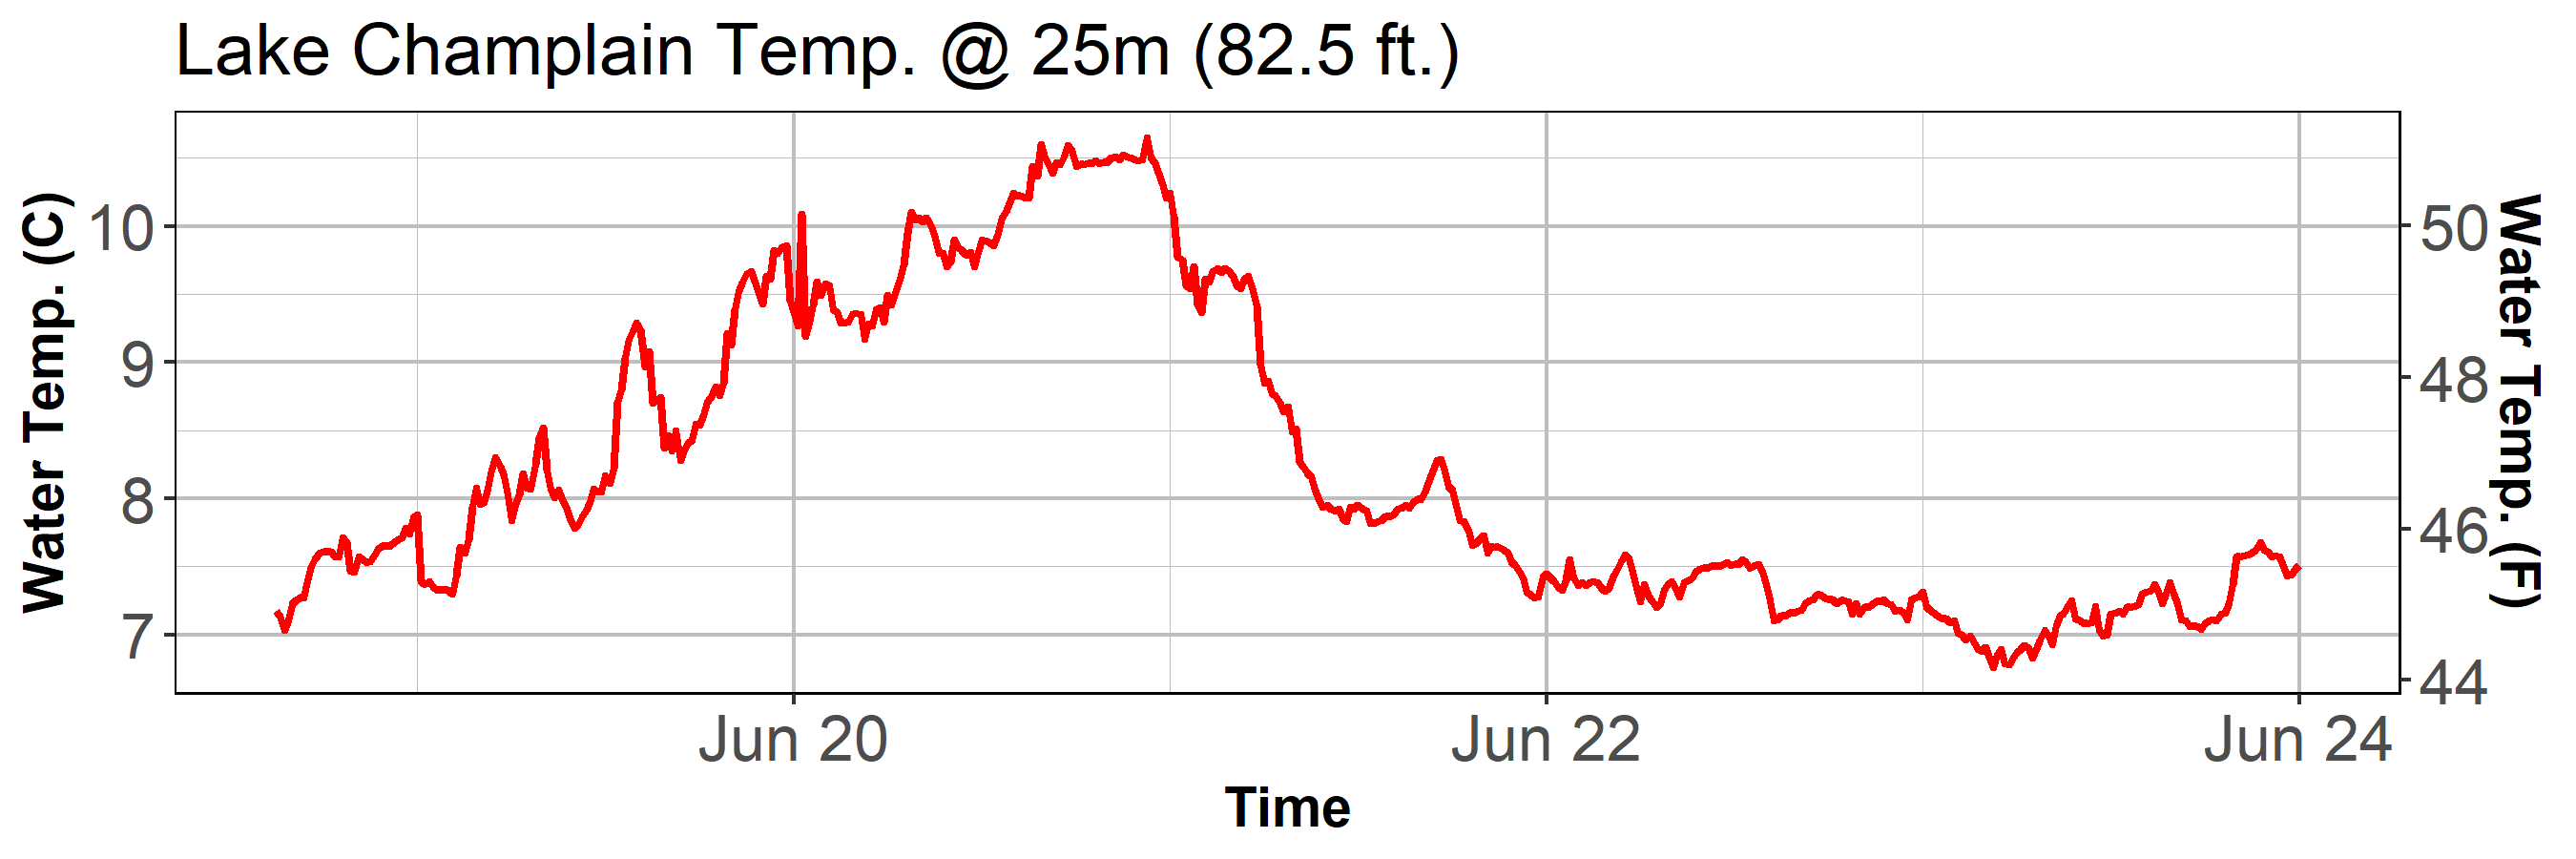 Lake Champlain Temp. @ 25m (82.5 ft.)
Water Temp. (C)
10
9
8
7
50
48
46
44
Water Temp. (F)
Jun 20
Jun 22
Jun 24
Time